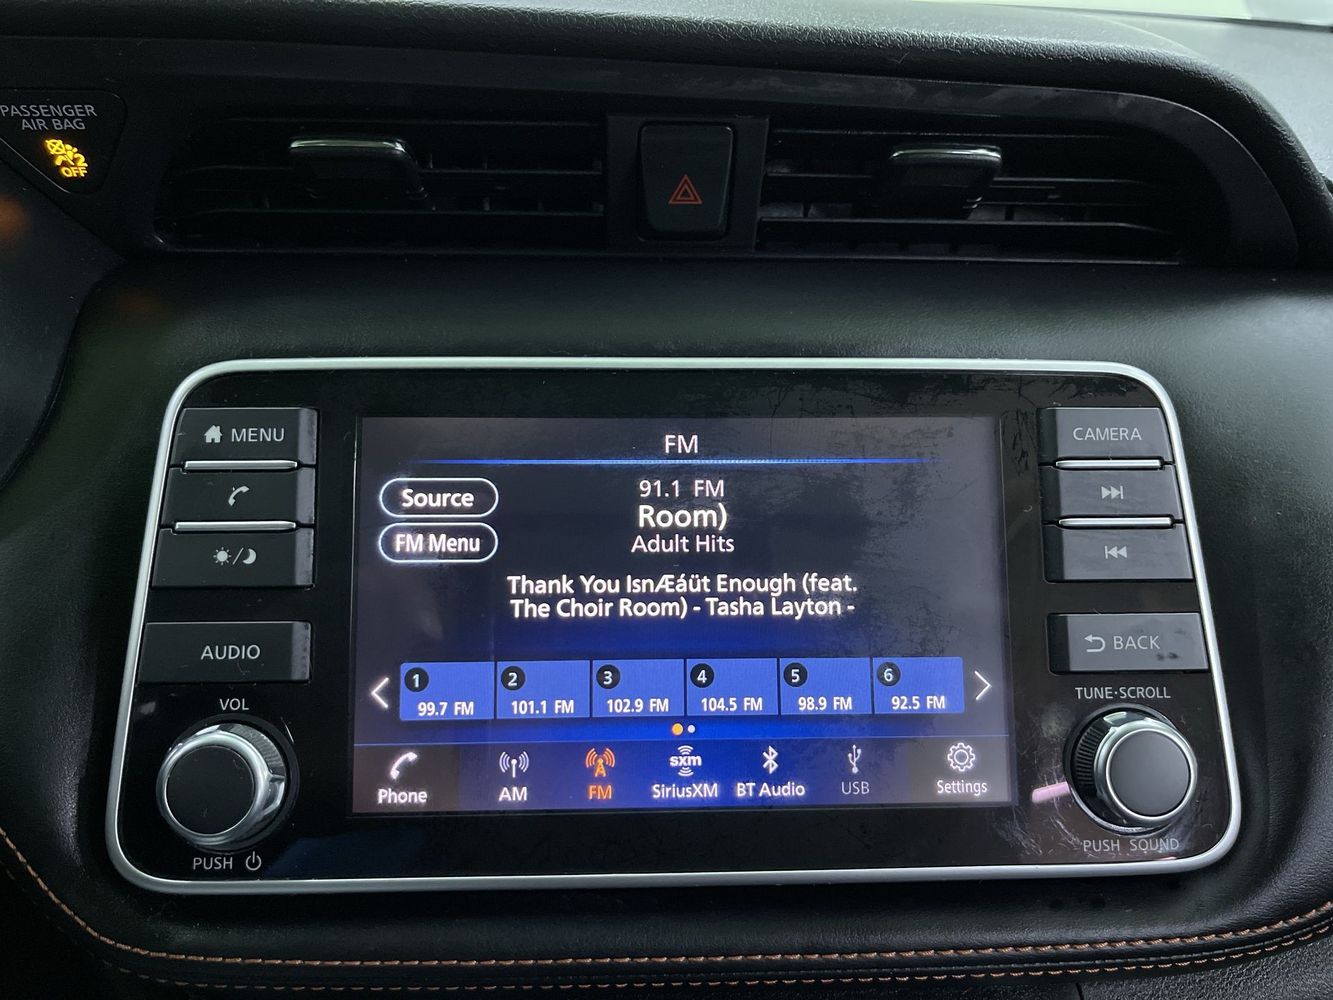 PASSENGER
AIR BAG
2
OFF
MENU
AUDIO
VOL
PUSH
FM
Source
FM Menu
91.1 FM
Room)
Adult Hits
Thank You IsnÆáüt Enough (feat.
The Choir Room) - Tasha Layton -
1 2 3 4 5 6
99.7 FM 101.1 FM 102.9 FM 104.5 FM 98.9 FM 92.5 FM
sxm
Phone AM FM SiriusXM BT Audio USB Settings
CAMERA
BACK
TUNE·SCROLL
PUSH SOUND